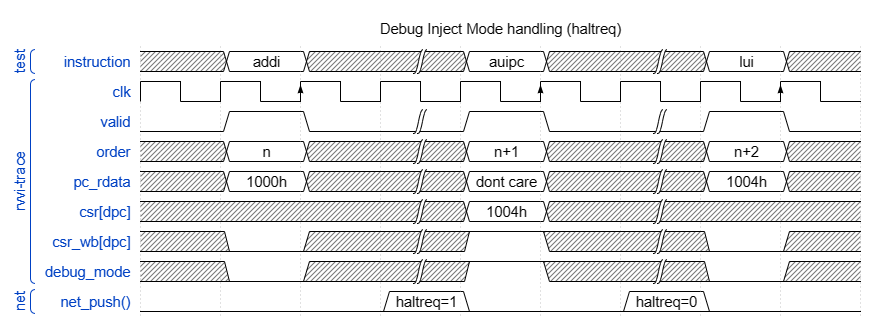 Debug Inject Mode handling (haltreq)
test
instruction addi auipc lui
clk
valid
order n n+1 n+2
pc_rdata 1000h dont care 1004h
rvvi-trace
csr[dpc] 1004h
csr_wb[dpc]
debug_mode
net
net_push() haltreq=1 haltreq=0